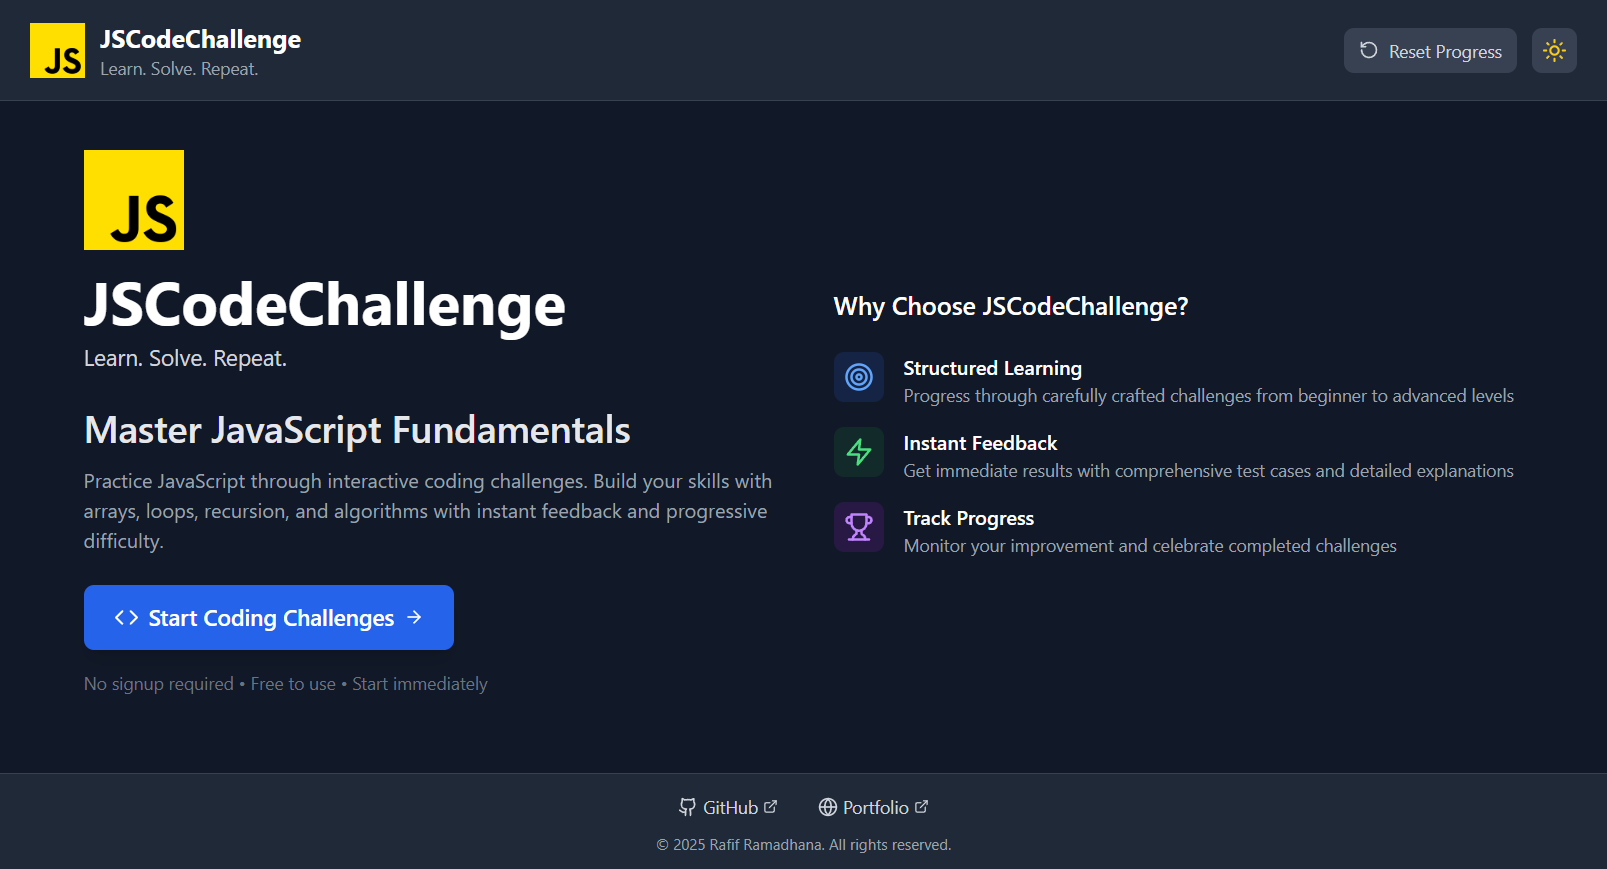 JS
JSCodeChallenge
Learn. Solve. Repeat.
Reset Progress
JS
JSCodeChallenge
Learn. Solve. Repeat.
Master JavaScript Fundamentals
Practice JavaScript through interactive coding challenges. Build your skills with
arrays, loops, recursion, and algorithms with instant feedback and progressive
difficulty.
Start Coding Challenges
No signup required • Free to use • Start immediately
Why Choose JSCodeChallenge?
Structured Learning
Progress through carefully crafted challenges from beginner to advanced levels
Instant Feedback
Get immediate results with comprehensive test cases and detailed explanations
Track Progress
Monitor your improvement and celebrate completed challenges
GitHub
Portfolio
© 2025 Rafif Ramadhana. All rights reserved.